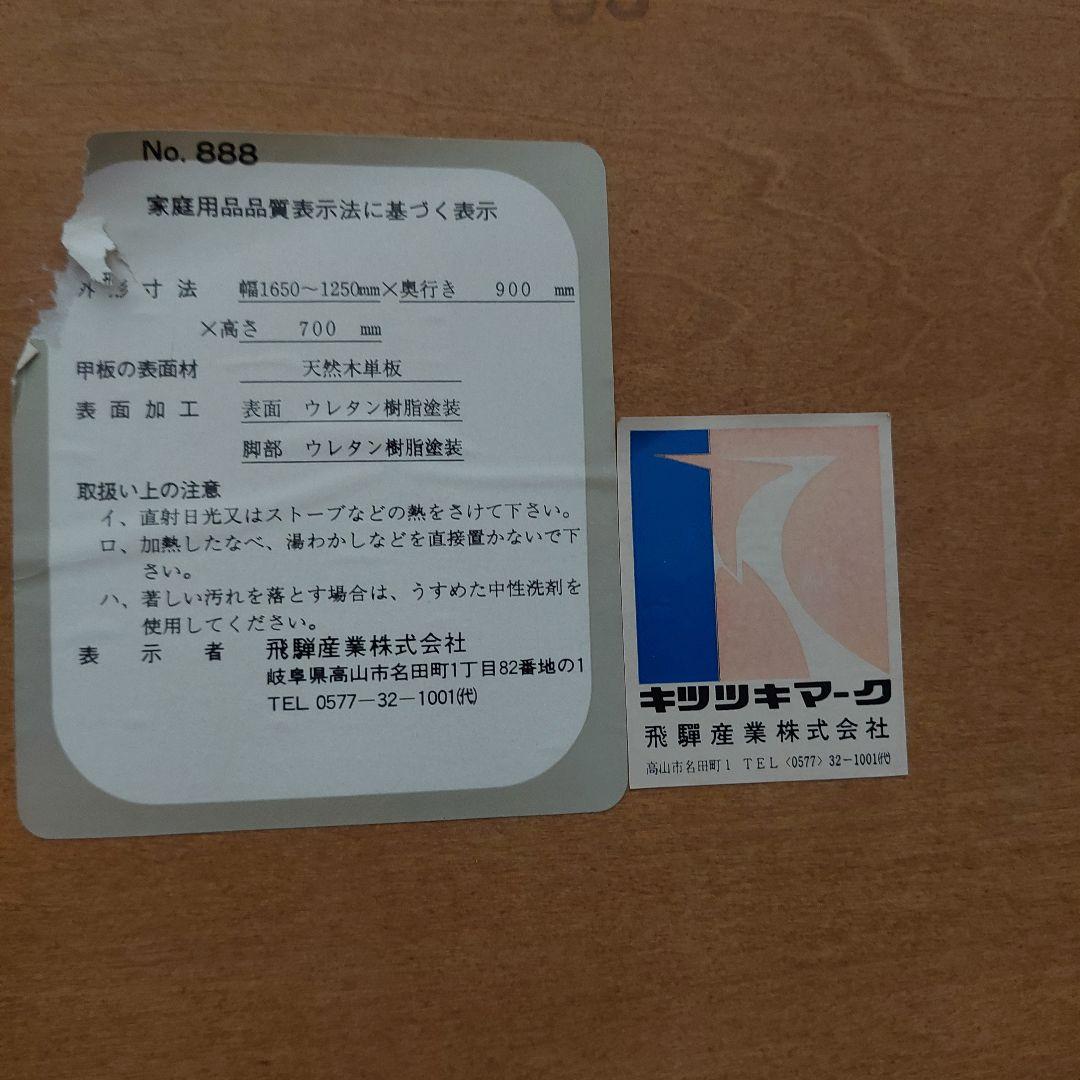 No. 888
家庭用品品質表示法に基づく表示
外形寸法 幅1650～1250mm×奥行き 900 mm
×高さ 700 mm
甲板の表面材 天然木単板
表面加工 表面 ウレタン樹脂塗装
脚部 ウレタン樹脂塗装
取扱い上の注意
イ、直射日光又はストーブなどの熱をさけて下さい。
ロ、加熱したなべ、湯わかしなどを直接置かないで下
さい。
ハ、著しい汚れを落とす場合は、うすめた中性洗剤を
使用してください。
表示者 飛騨産業株式会社
岐阜県高山市名田町1丁目82番地の1
TEL 0577－32－1001㈹
キツツキマーク
飛驒産業株式会社
高山市名田町1 TEL〈0577〉32－1001㈹